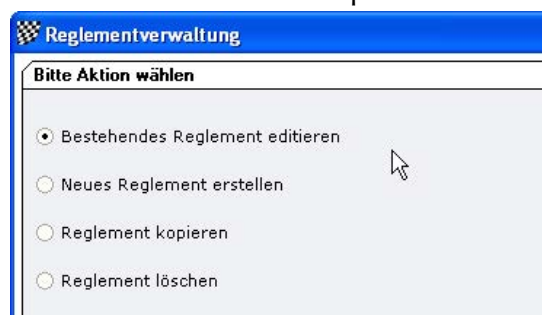 Reglementverwaltung
Bitte Aktion wählen
Bestehendes Reglement editieren
Neues Reglement erstellen
Reglement kopieren
Reglement löschen